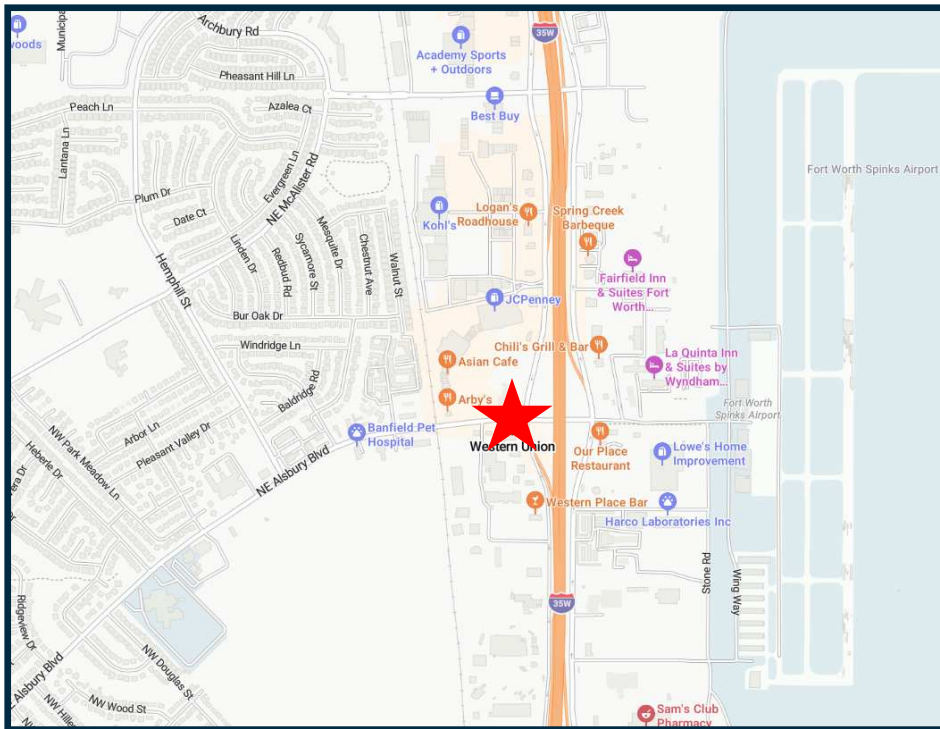 35W
Archbury Rd
Municipa
woods
Academy Sports
+ Outdoors
Pheasant Hill Ln
Peach Ln
Azalea Ct
Best Buy
Lantana Ln
Evergreen Ln
NE McAlister Rd
Fort Worth Spinks Airport
Plum Dr
Date Ct
Kohl's
Logan's
Roadhouse
Spring Creek
Barbeque
Linden Dr
Redbud Rd
Sycamore St
Mesquite Dr
Chestnut Ave
Walnut St
Hemphill St
Fairfield Inn
& Suites Fort
Worth...
JCPenney
Bur Oak Dr
Windridge Ln
Chili's Grill & Bar
La Quinta Inn
& Suites by
Wyndham...
Asian Cafe
Baldridge Rd
Arby's
Fort Worth
Spinks Airport
Arbor Ln
Pleasant Valley Dr
NW Park Meadow Ln
Heberle Dr
vera Dr
Banfield Pet
Hospital
NE Alsbury Blvd
Western Union
Our Place
Restaurant
Lowe's Home
Improvement
Western Place Bar
Harco Laboratories Inc
Stone Rd
Wing Way
35W
Ridgeview Dr
Alsbury Blvd
NW Douglas St
NW Wood St
NW Hille
Sam's Club
Pharmacy